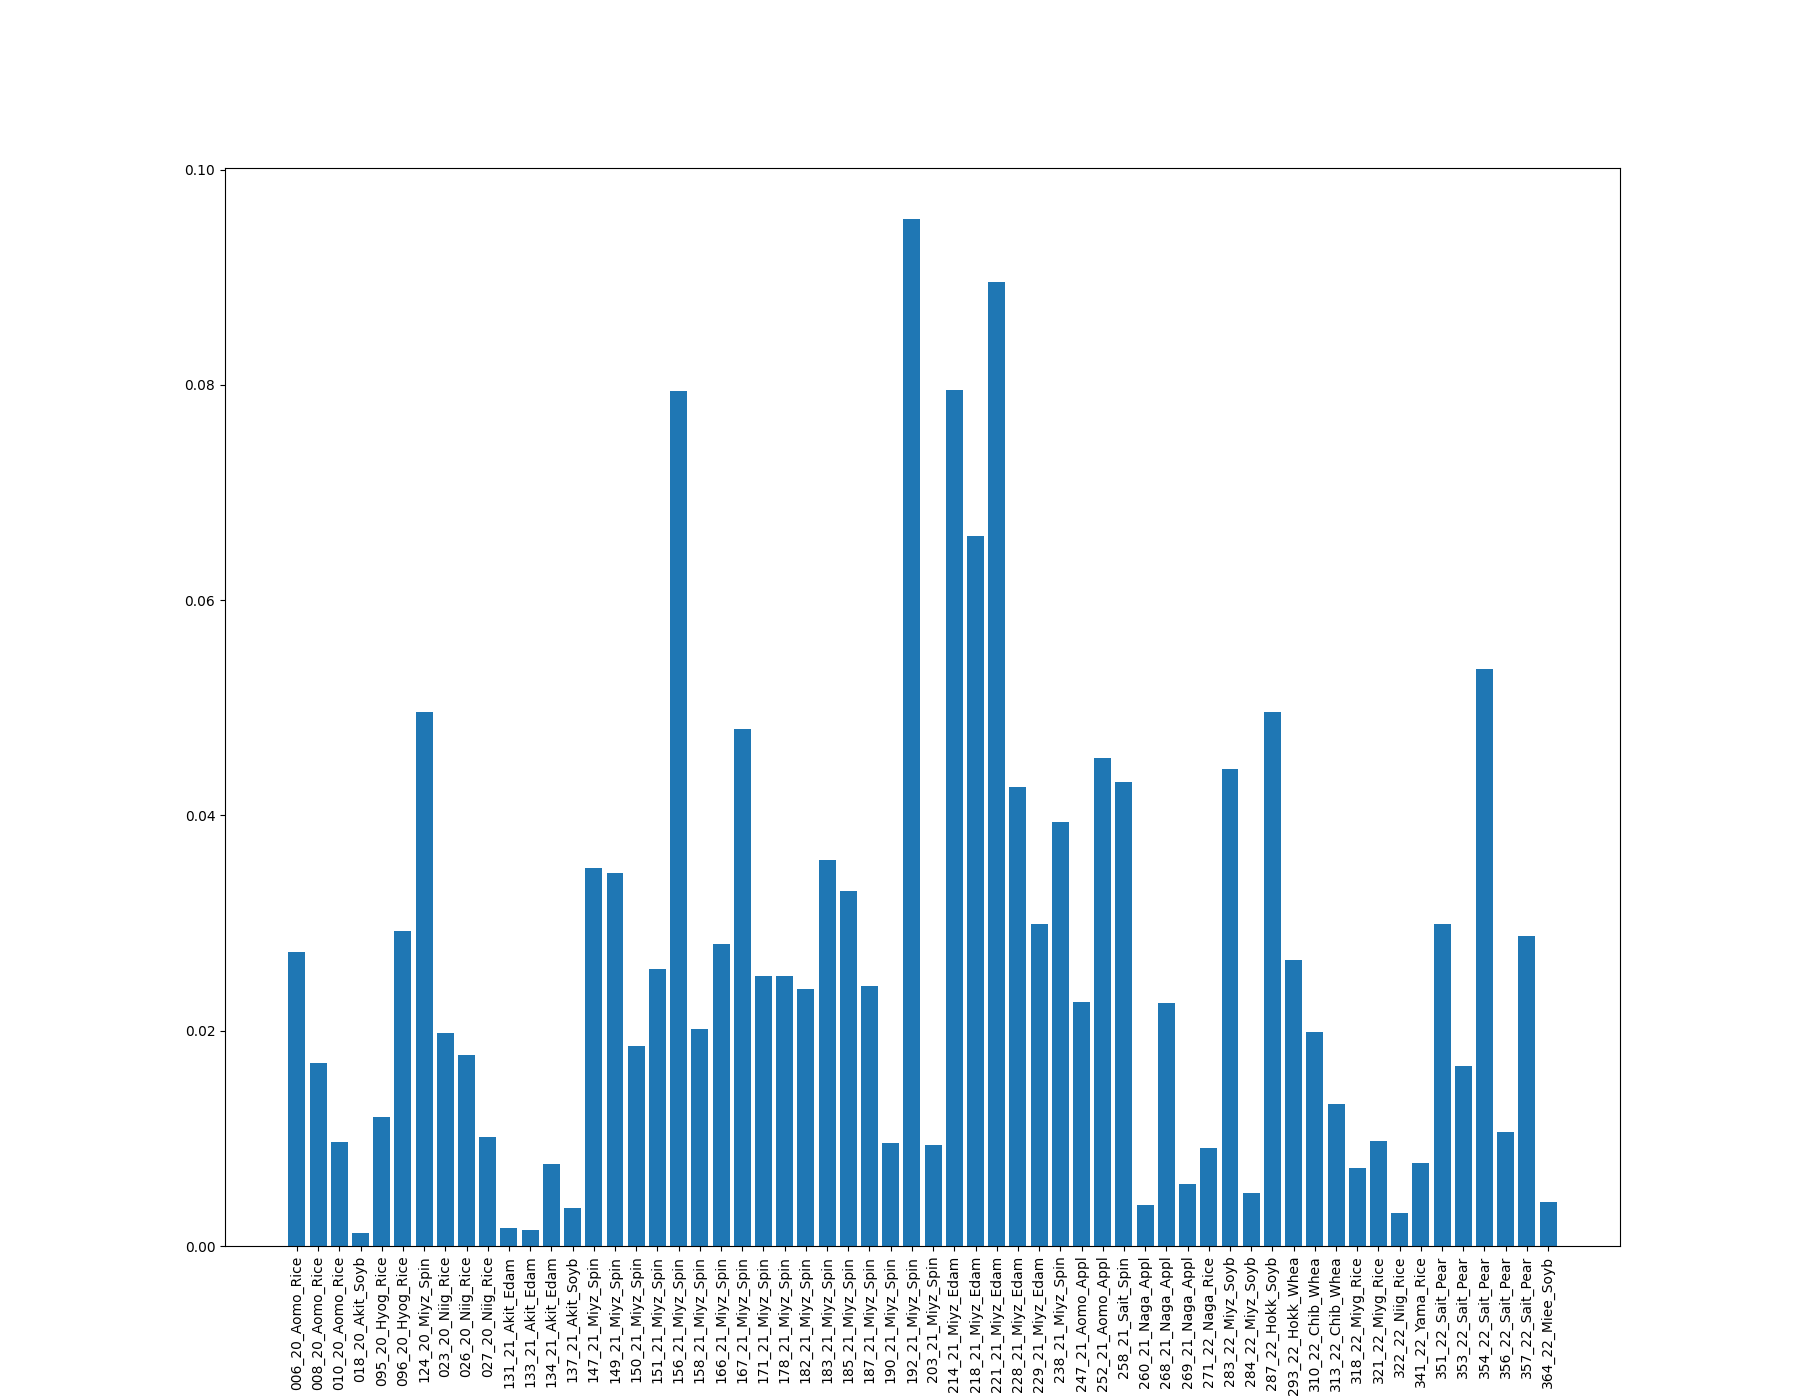 0.10
0.08
0.06
0.04
0.02
0.00
006_20_Aomo_Rice
008_20_Aomo_Rice
010_20_Aomo_Rice
018_20_Akit_Soyb
095_20_Hyog_Rice
096_20_Hyog_Rice
124_20_Miyz_Spin
023_20_Niig_Rice
026_20_Niig_Rice
027_20_Niig_Rice
131_21_Akit_Edam
133_21_Akit_Edam
134_21_Akit_Edam
137_21_Akit_Soyb
147_21_Miyz_Spin
149_21_Miyz_Spin
150_21_Miyz_Spin
151_21_Miyz_Spin
156_21_Miyz_Spin
158_21_Miyz_Spin
166_21_Miyz_Spin
167_21_Miyz_Spin
171_21_Miyz_Spin
178_21_Miyz_Spin
182_21_Miyz_Spin
183_21_Miyz_Spin
185_21_Miyz_Spin
187_21_Miyz_Spin
190_21_Miyz_Spin
192_21_Miyz_Spin
203_21_Miyz_Spin
214_21_Miyz_Edam
218_21_Miyz_Edam
221_21_Miyz_Edam
228_21_Miyz_Edam
229_21_Miyz_Edam
238_21_Miyz_Spin
247_21_Aomo_Appl
252_21_Aomo_Appl
258_21_Sait_Spin
260_21_Naga_Appl
268_21_Naga_Appl
269_21_Naga_Appl
271_22_Naga_Rice
283_22_Miyz_Soyb
284_22_Miyz_Soyb
287_22_Hokk_Soyb
293_22_Hokk_Whea
310_22_Chib_Whea
313_22_Chib_Whea
318_22_Miyg_Rice
321_22_Miyg_Rice
322_22_Niig_Rice
341_22_Yama_Rice
351_22_Sait_Pear
353_22_Sait_Pear
354_22_Sait_Pear
356_22_Sait_Pear
357_22_Sait_Pear
364_22_Miee_Soyb